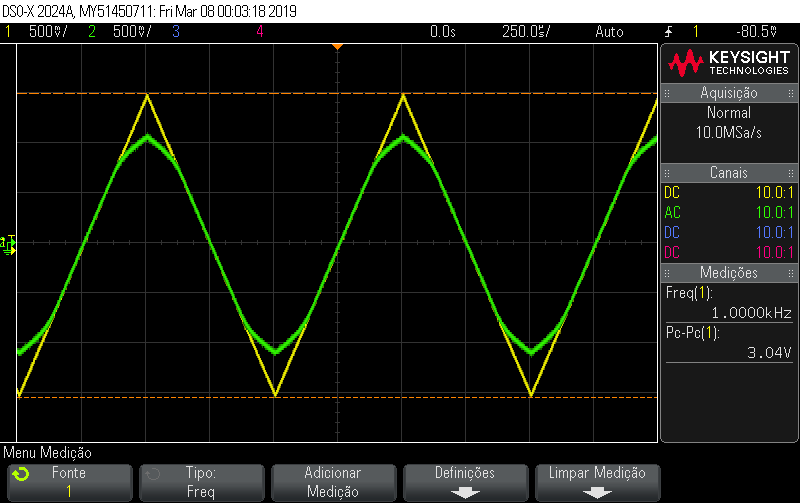 DSO-X 2024A, MY51450711: Fri Mar 08 00:03:18 2019
1 500℧/ 2 500℧/ 3 4 0.0s 250.0㎲/ Auto 1 -80.5℧
KEYSIGHT
TECHNOLOGIES
Aquisição
Normal
10.0MSa/s
Canais
DC 10.0:1
AC 10.0:1
DC 10.0:1
DC 10.0:1
Medições
Freq(1):
1.0000kHz
Pc-Pc(1):
3.04V
Menu Medição
Fonte
1
Tipo:
Freq
Adicionar
Medição
Definições
Limpar Medição